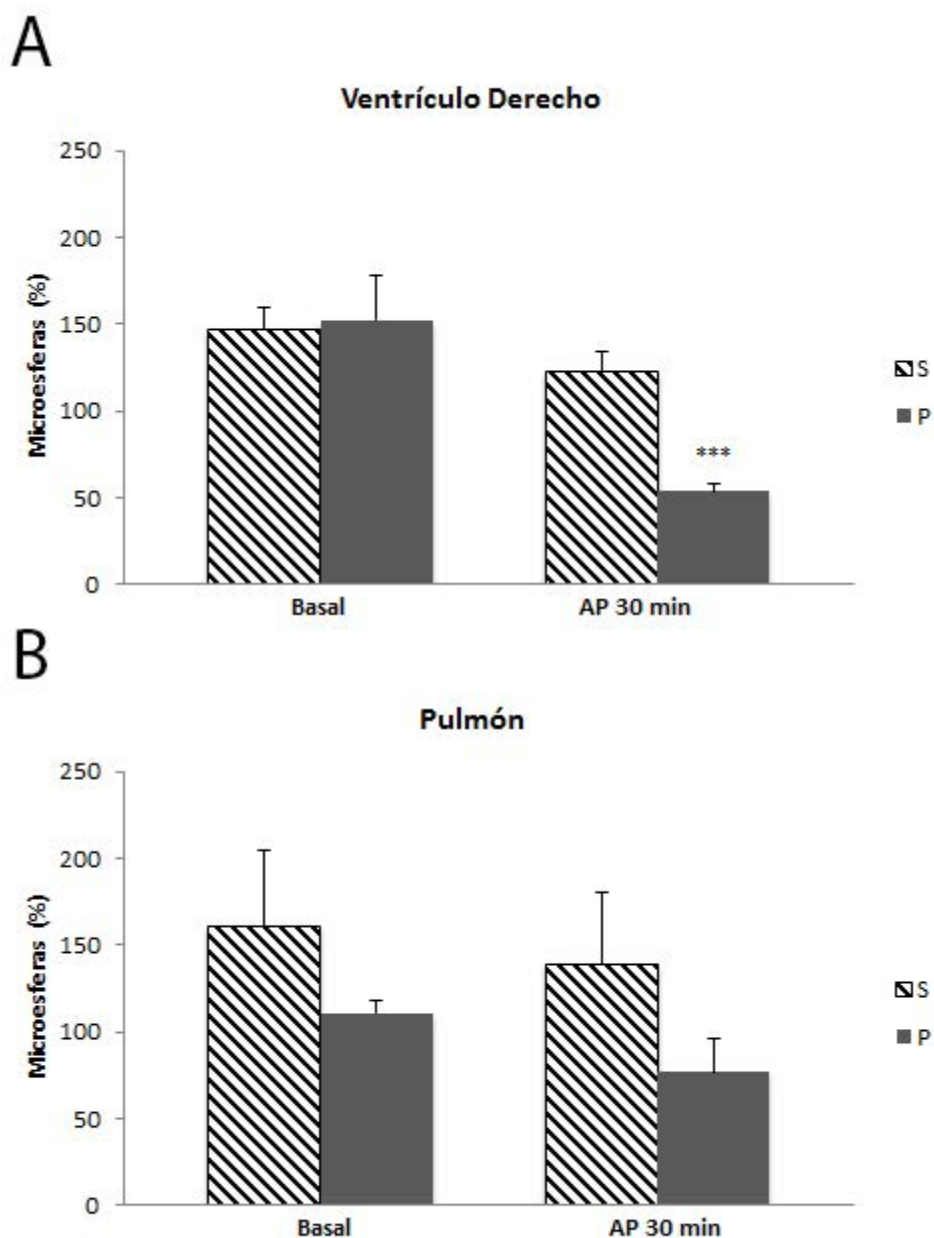 A
Ventrículo Derecho
250
200
150
100
50
0
Microesferas (%)
***
Basal
AP 30 min
S
P
B
Pulmón
250
200
150
100
50
0
Microesferas (%)
Basal
AP 30 min
S
P